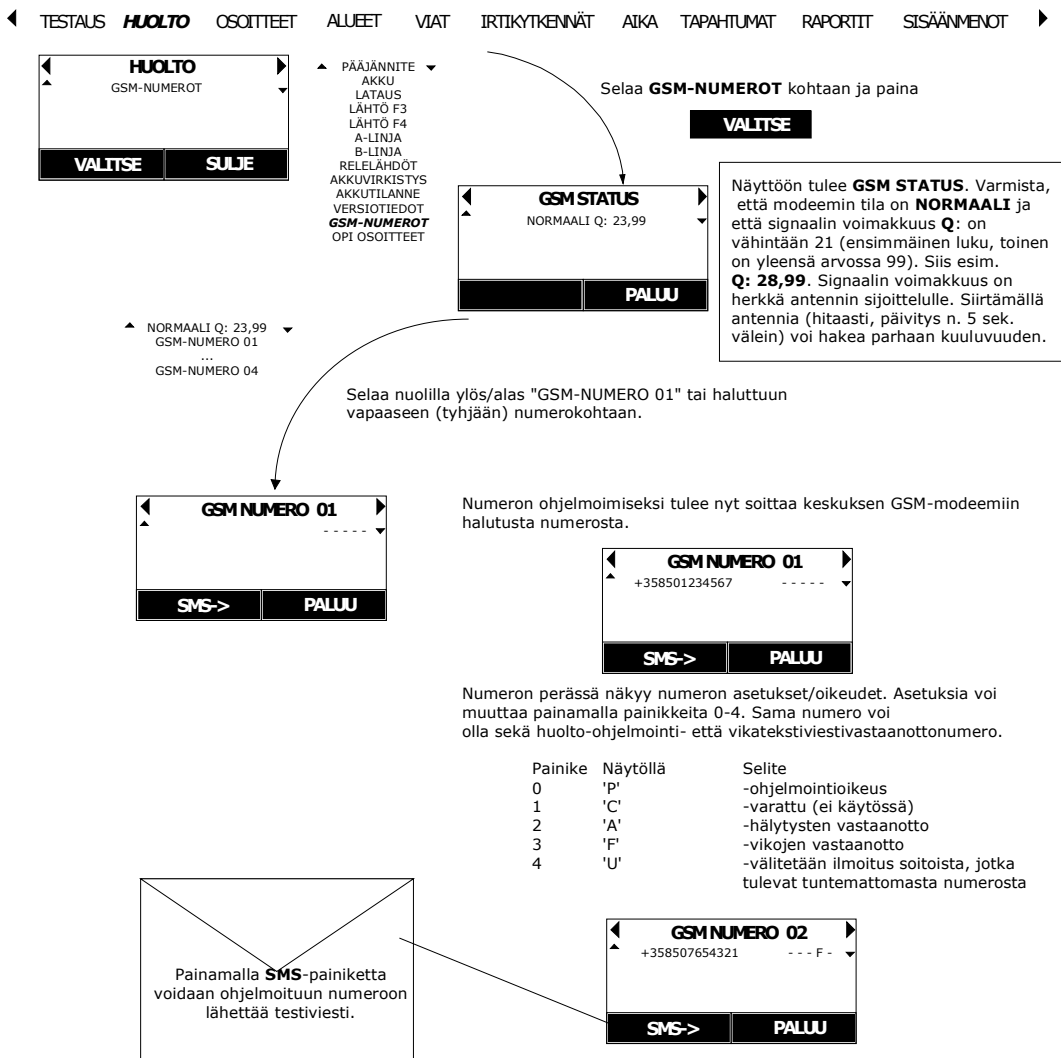 TESTAUS HUOLTO OSOITTEET ALUEET VIAT IRTIKYTKENNÄT AIKA TAPAHTUMAT RAPORTIT SISÄÄNMENOT
HUOLTO
GSM-NUMEROT
VALITSE SULJE
PÄÄJÄNNITE
AKKU
LATAUS
LÄHTÖ F3
LÄHTÖ F4
A-LINJA
B-LINJA
RELELÄHDÖT
AKKUVIRKISTYS
AKKUTILANNE
VERSIOTIEDOT
GSM-NUMEROT
OPI OSOITTEET
Selaa GSM-NUMEROT kohtaan ja paina
VALITSE
GSM STATUS
NORMAALI Q: 23,99
PALUU
Näyttöön tulee GSM STATUS. Varmista,
että modeemin tila on NORMAALI ja
että signaalin voimakkuus Q: on
vähintään 21 (ensimmäinen luku, toinen
on yleensä arvossa 99). Siis esim.
Q: 28,99. Signaalin voimakkuus on
herkkä antennin sijoittelulle. Siirtämällä
antennia (hitaasti, päivitys n. 5 sek.
välein) voi hakea parhaan kuuluvuuden.
NORMAALI Q: 23,99
GSM-NUMERO 01
...
GSM-NUMERO 04
Selaa nuolilla ylös/alas "GSM-NUMERO 01" tai haluttuun
vapaaseen (tyhjään) numerokohtaan.
GSM NUMERO 01
- - - - -
SMS-> PALUU
Numeron ohjelmoimiseksi tulee nyt soittaa keskuksen GSM-modeemiin
halutusta numerosta.
GSM NUMERO 01
+358501234567 - - - - -
SMS-> PALUU
Numeron perässä näkyy numeron asetukset/oikeudet. Asetuksia voi
muuttaa painamalla painikkeita 0-4. Sama numero voi
olla sekä huolto-ohjelmointi- että vikatekstiviestivastaanottonumero.
Painike Näytöllä Selite
0 'P' -ohjelmointioikeus
1 'C' -varattu (ei käytössä)
2 'A' -hälytysten vastaanotto
3 'F' -vikojen vastaanotto
4 'U' -välitetään ilmoitus soitoista, jotka
tulevat tuntemattomasta numerosta
Painamalla SMS-painiketta
voidaan ohjelmoituun numeroon
lähettää testiviesti.
GSM NUMERO 02
+358507654321 - - - F -
SMS-> PALUU